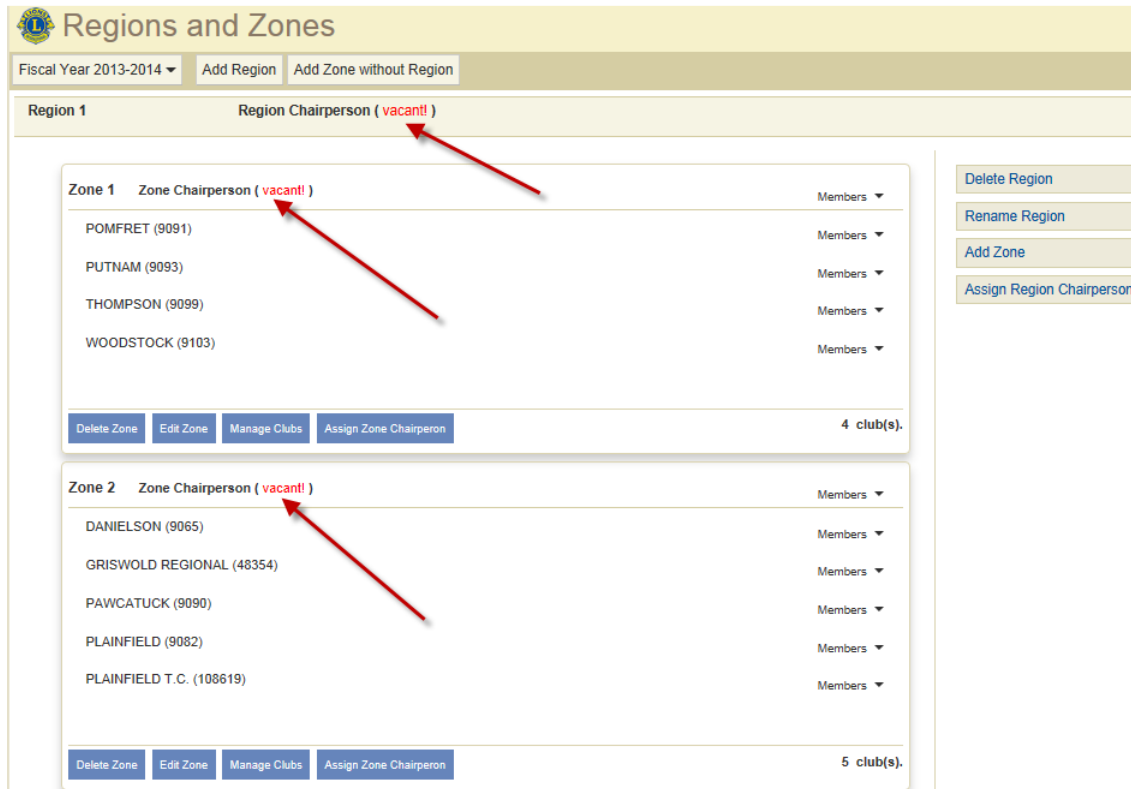 Regions and Zones
Fiscal Year 2013-2014 Add Region Add Zone without Region
Region 1 Region Chairperson ( vacant! )
Zone 1 Zone Chairperson ( vacant! ) Members
POMFRET (9091) Members
PUTNAM (9093) Members
THOMPSON (9099) Members
WOODSTOCK (9103) Members
Delete Zone Edit Zone Manage Clubs Assign Zone Chairperon 4 club(s).
Zone 2 Zone Chairperson ( vacant! ) Members
DANIELSON (9065) Members
GRISWOLD REGIONAL (48354) Members
PAWCATUCK (9090) Members
PLAINFIELD (9082) Members
PLAINFIELD T.C. (108619) Members
Delete Zone Edit Zone Manage Clubs Assign Zone Chairperon 5 club(s).
Delete Region
Rename Region
Add Zone
Assign Region Chairperson